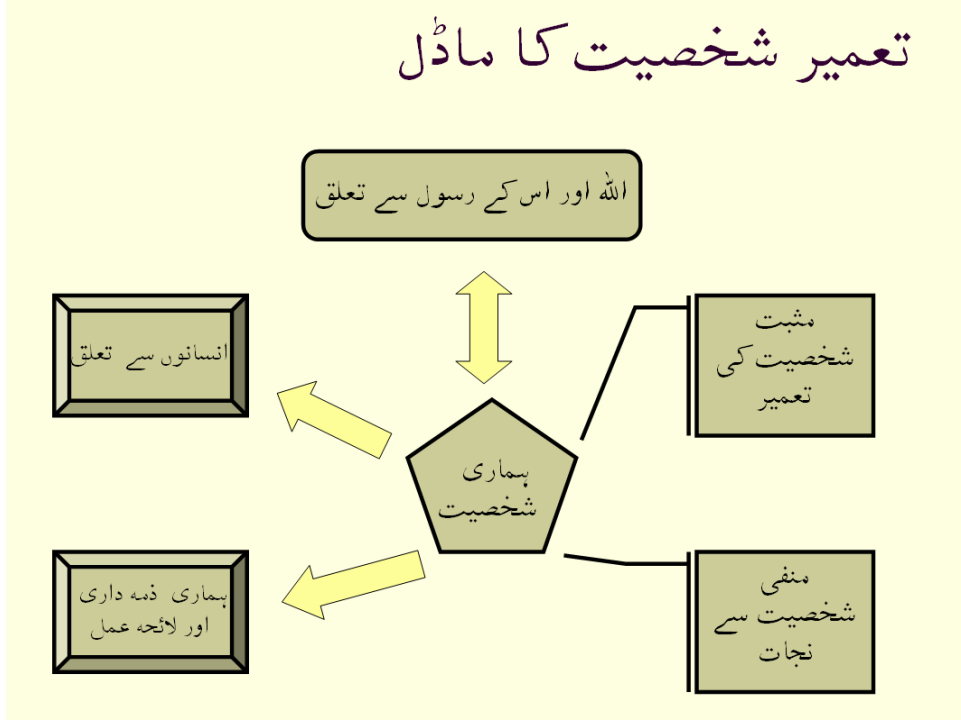 تعمیر شخصیت کا ماڈل
اللہ اور اس کے رسول سے تعلق
مثبت
شخصیت کی
تعمیر
انسانوں سے تعلق
ہماری
شخصیت
منفی
شخصیت سے
نجات
ہماری ذمہ داری
اور لائحہ عمل